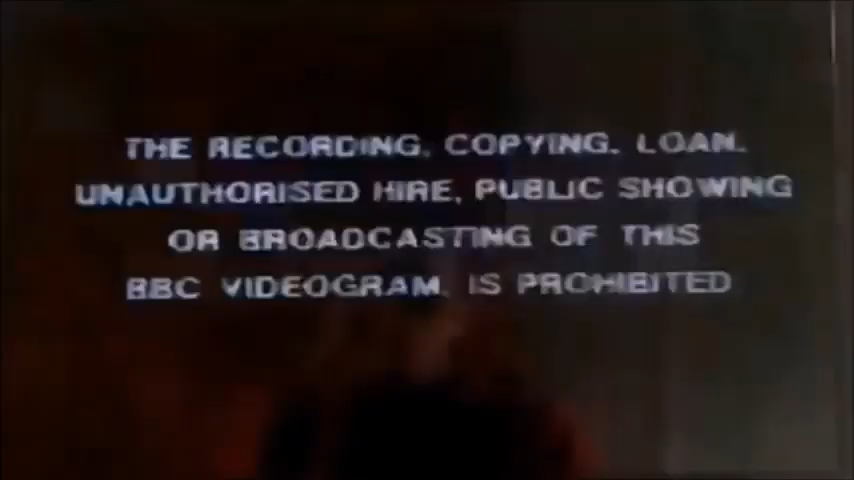 THE RECORDING, COPYING, LOAN,
UNAUTHORISED HIRE, PUBLIC SHOWING
OR BROADCASTING OF THIS
BBC VIDEOGRAM, IS PROHIBITED